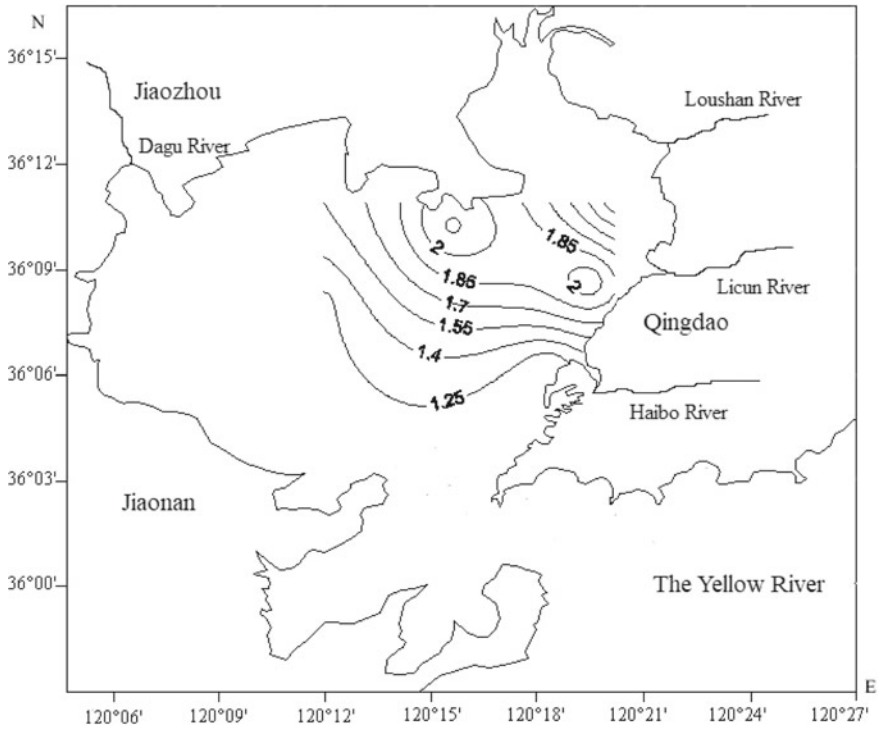 N
36°15'
Jiaozhou
Loushan River
Dagu River
36°12'
1.85
2
36°09'
1.85
2
Licun River
1.7
Qingdao
1.55
1.4
36°06'
1.25
Haibo River
36°03'
Jiaonan
36°00'
The Yellow River
E
120°06'
120°09'
120°12'
120°15'
120°18'
120°21'
120°24'
120°27'